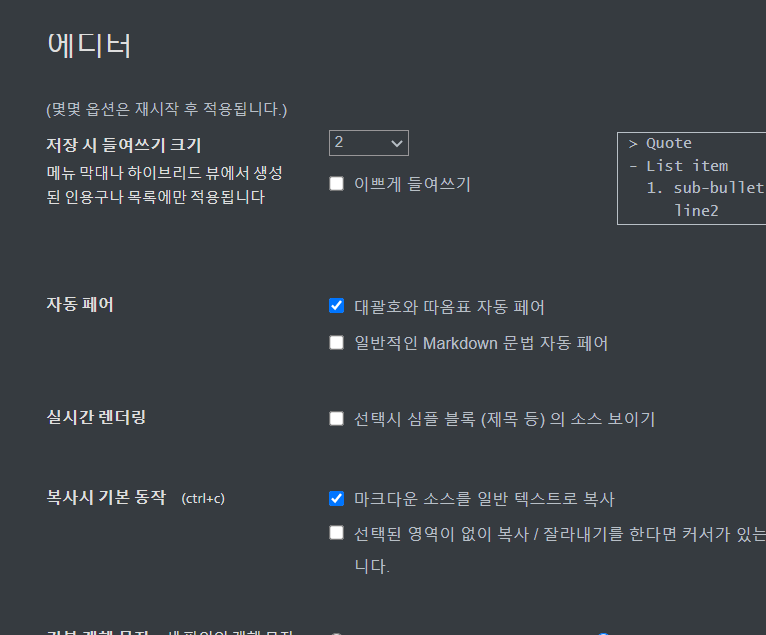 에디터
(몇몇 옵션은 재시작 후 적용됩니다.)
저장 시 들여쓰기 크기
2
> Quote
메뉴 막대나 하이브리드 뷰에서 생성
이쁘게 들여쓰기
- List item
된 인용구나 목록에만 적용됩니다
1. sub-bullet
line2
자동 페어
대괄호와 따옴표 자동 페어
일반적인 Markdown 문법 자동 페어
실시간 렌더링
선택시 심플 블록 (제목 등) 의 소스 보이기
복사시 기본 동작 (ctrl+c)
마크다운 소스를 일반 텍스트로 복사
선택된 영역이 없이 복사 / 잘라내기를 한다면 커서가 있는
니다.